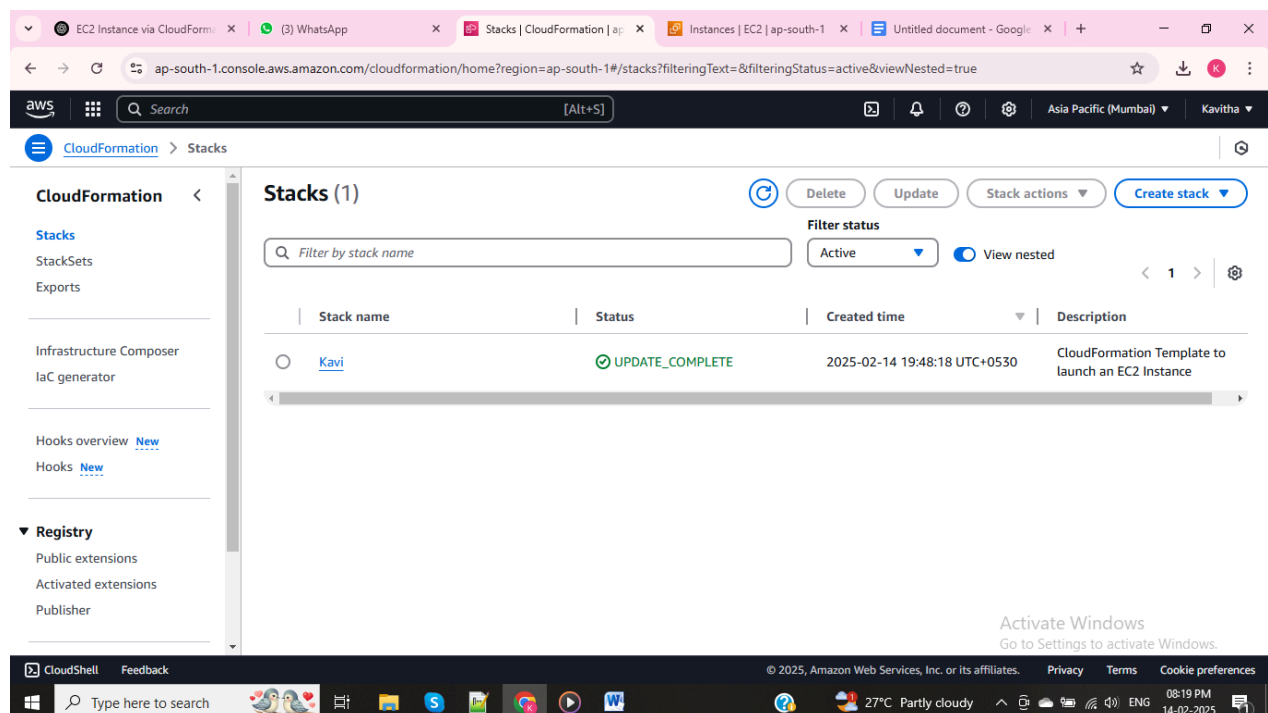 EC2 Instance via CloudForma
(3) WhatsApp
Stacks | CloudFormation | ap
Instances | EC2 | ap-south-1
Untitled document - Google
ap-south-1.console.aws.amazon.com/cloudformation/home?region=ap-south-1#/stacks?filteringText=&filteringStatus=active&viewNested=true
K
aws
Search
[Alt+S]
Asia Pacific (Mumbai)
Kavitha
CloudFormation > Stacks
CloudFormation
Stacks
StackSets
Exports
Infrastructure Composer
IaC generator
Hooks overview New
Hooks New
Registry
Public extensions
Activated extensions
Publisher
Stacks (1)
Delete
Update
Stack actions
Create stack
Filter by stack name
Filter status
Active
View nested
1
Stack name
Status
Created time
Description
Kavi
UPDATE_COMPLETE
2025-02-14 19:48:18 UTC+0530
CloudFormation Template to
launch an EC2 Instance
Activate Windows
Go to Settings to activate Windows.
CloudShell
Feedback
© 2025, Amazon Web Services, Inc. or its affiliates.
Privacy
Terms
Cookie preferences
Type here to search
27°C Partly cloudy
ENG
08:19 PM
14-02-2025